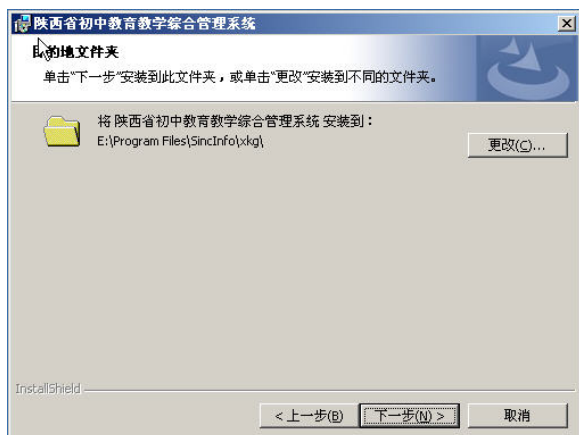 陕西省初中教育教学综合管理系统
目的地文件夹
单击“下一步”安装到此文件夹，或单击“更改”安装到不同的文件夹。
将 陕西省初中教育教学综合管理系统 安装到：
E:\Program Files\SincInfo\xkg\
更改(C)...
InstallShield
< 上一步(B)
下一步(N) >
取消